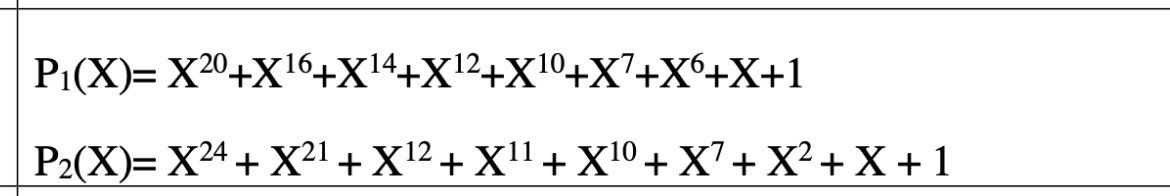 P₁(X)= X²⁰+X¹⁶+X¹⁴+X¹²+X¹⁰+X⁷+X⁶+X+1
P₂(X)= X²⁴ + X²¹ + X¹² + X¹¹ + X¹⁰ + X⁷ + X² + X + 1